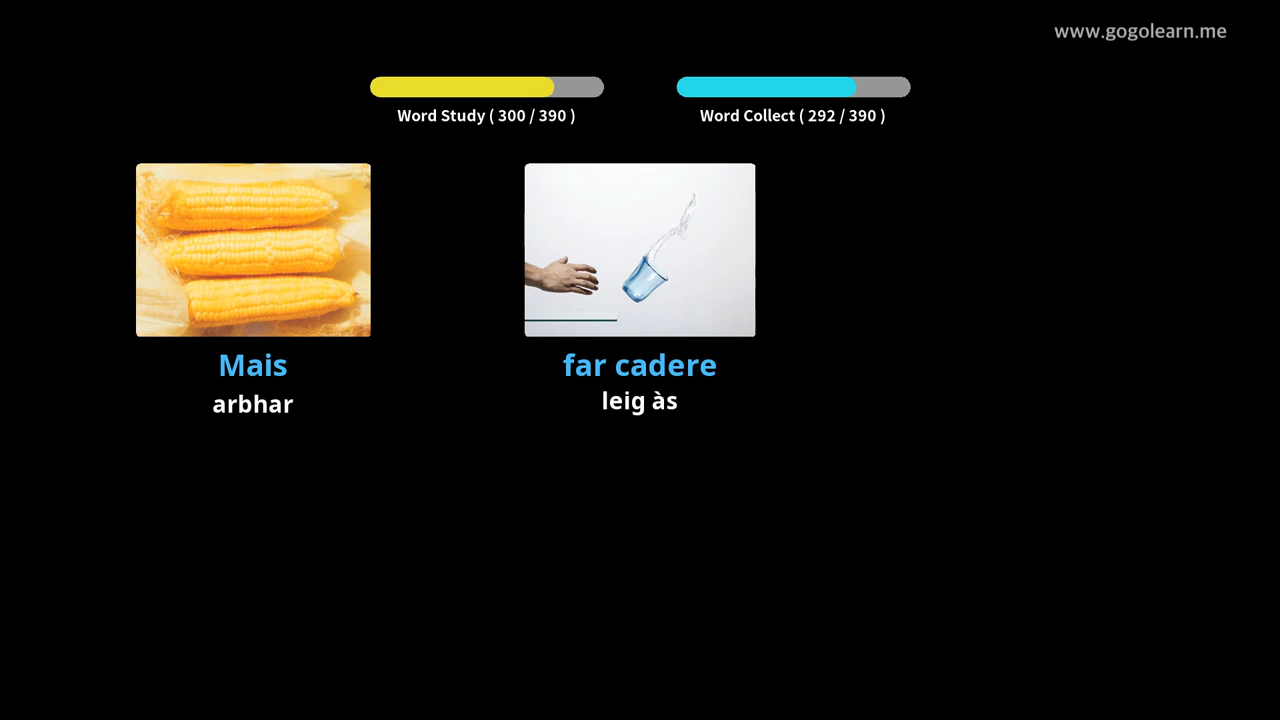 www.gogolearn.me
Word Study ( 300 / 390 )
Word Collect ( 292 / 390 )
Mais
arbhar
far cadere
leig às